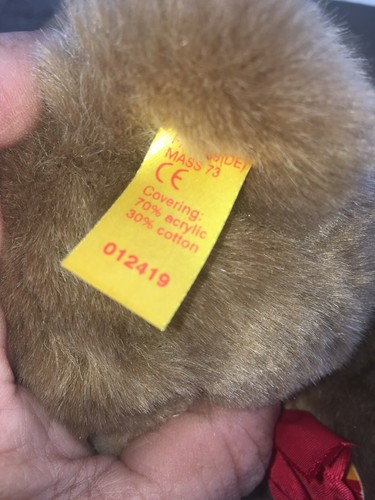 MASS 73
CE
Covering:
70% acrylic
30% cotton
012419